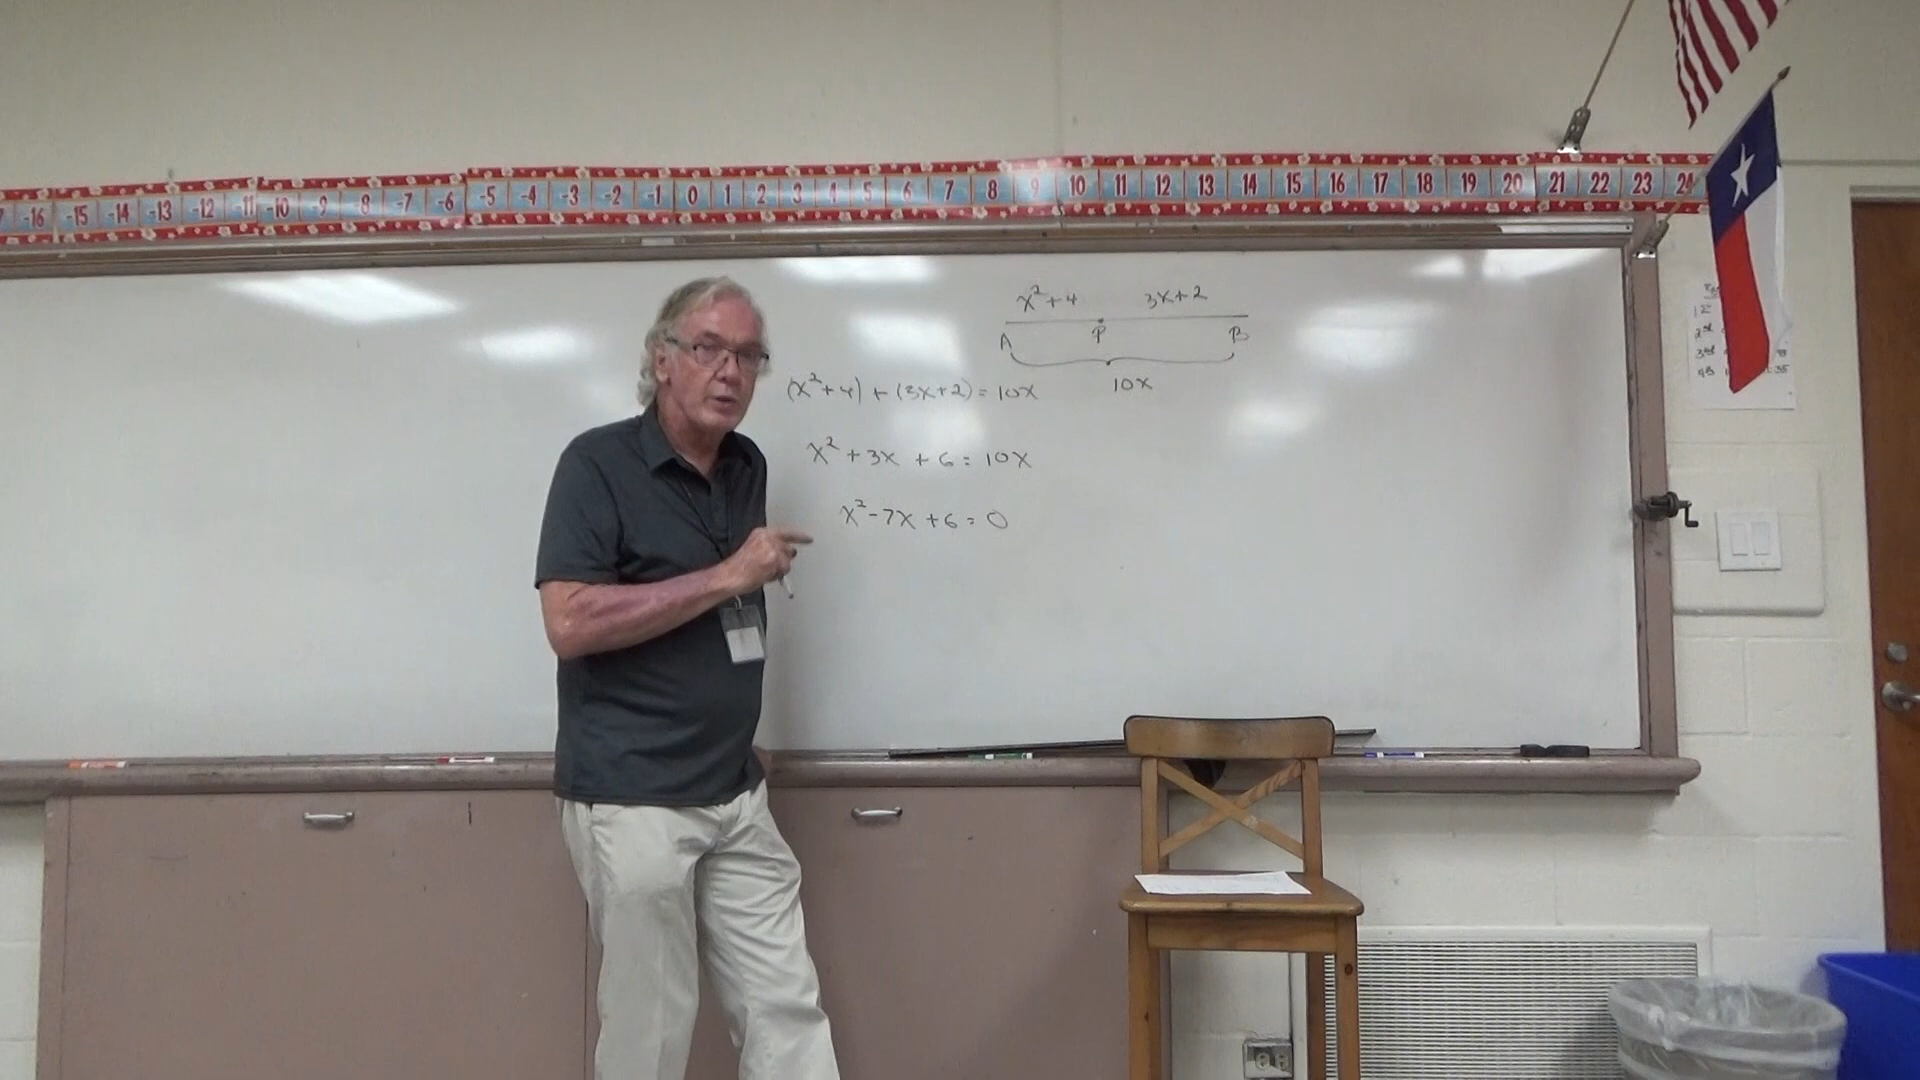 -16 -15 -14 -13 -12 -11 -10 -9 -8 -7 -6 -5 -4 -3 -2 -1 0 1 2 3 4 5 6 7 8 9 10 11 12 13 14 15 16 17 18 19 20 21 22 23 24
x²+4 3x+2
A P B
10x
(x²+4) + (3x+2) = 10x
x² + 3x + 6 = 10x
x² - 7x + 6 = 0